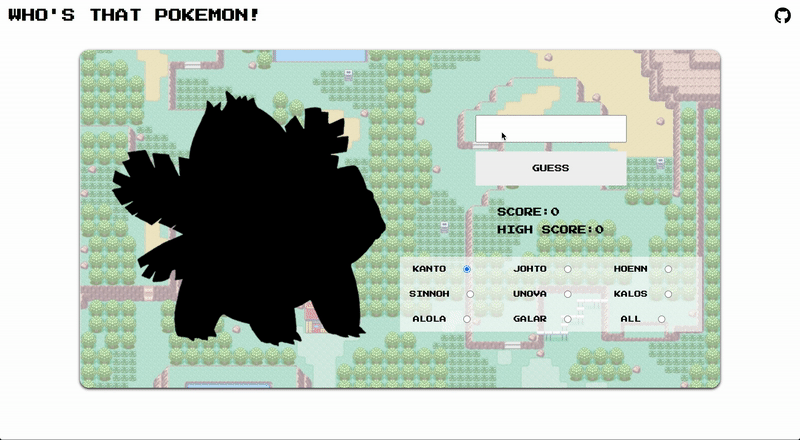 WHO'S THAT POKEMON!
GUESS
SCORE:0
HIGH SCORE:0
KANTO JOHTO HOENN
SINNOH UNOVA KALOS
ALOLA GALAR ALL